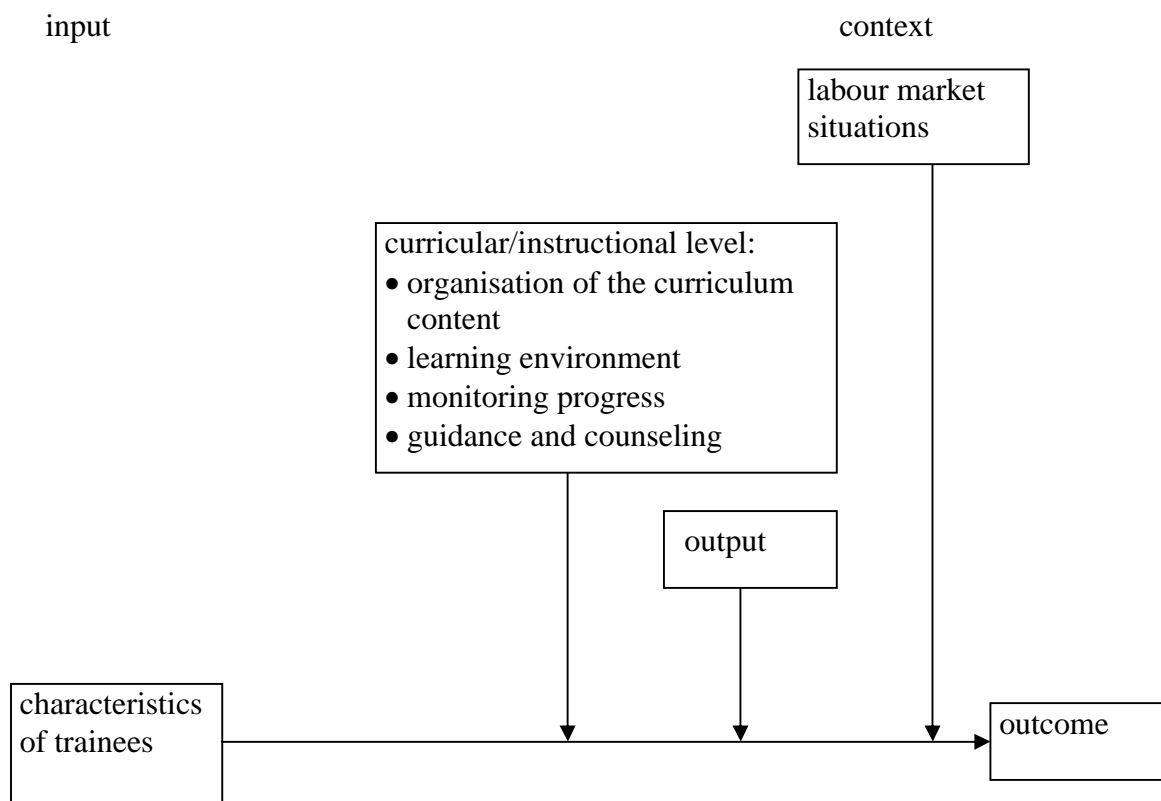 input
context
labour market
situations
curricular/instructional level:
• organisation of the curriculum
content
• learning environment
• monitoring progress
• guidance and counseling
output
characteristics
of trainees
outcome